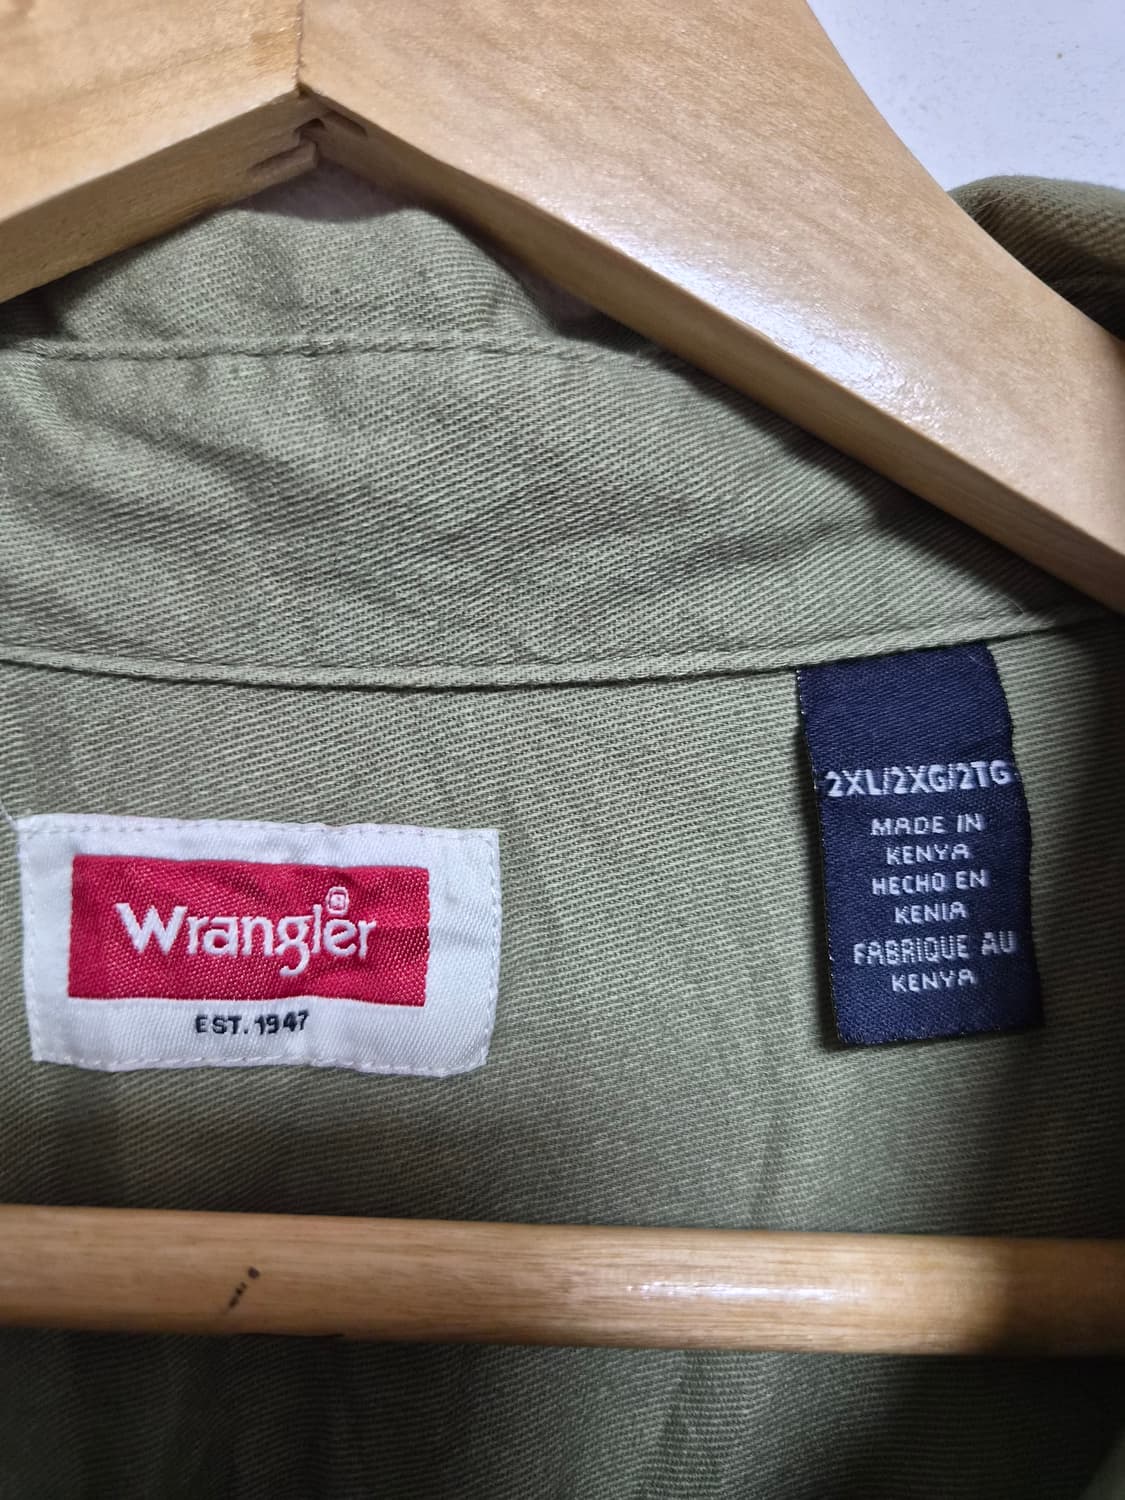 Wrangler®
EST. 1947
2XL/2XG/2TG
MADE IN
KENYA
HECHO EN
KENIA
FABRIQUE AU
KENYA